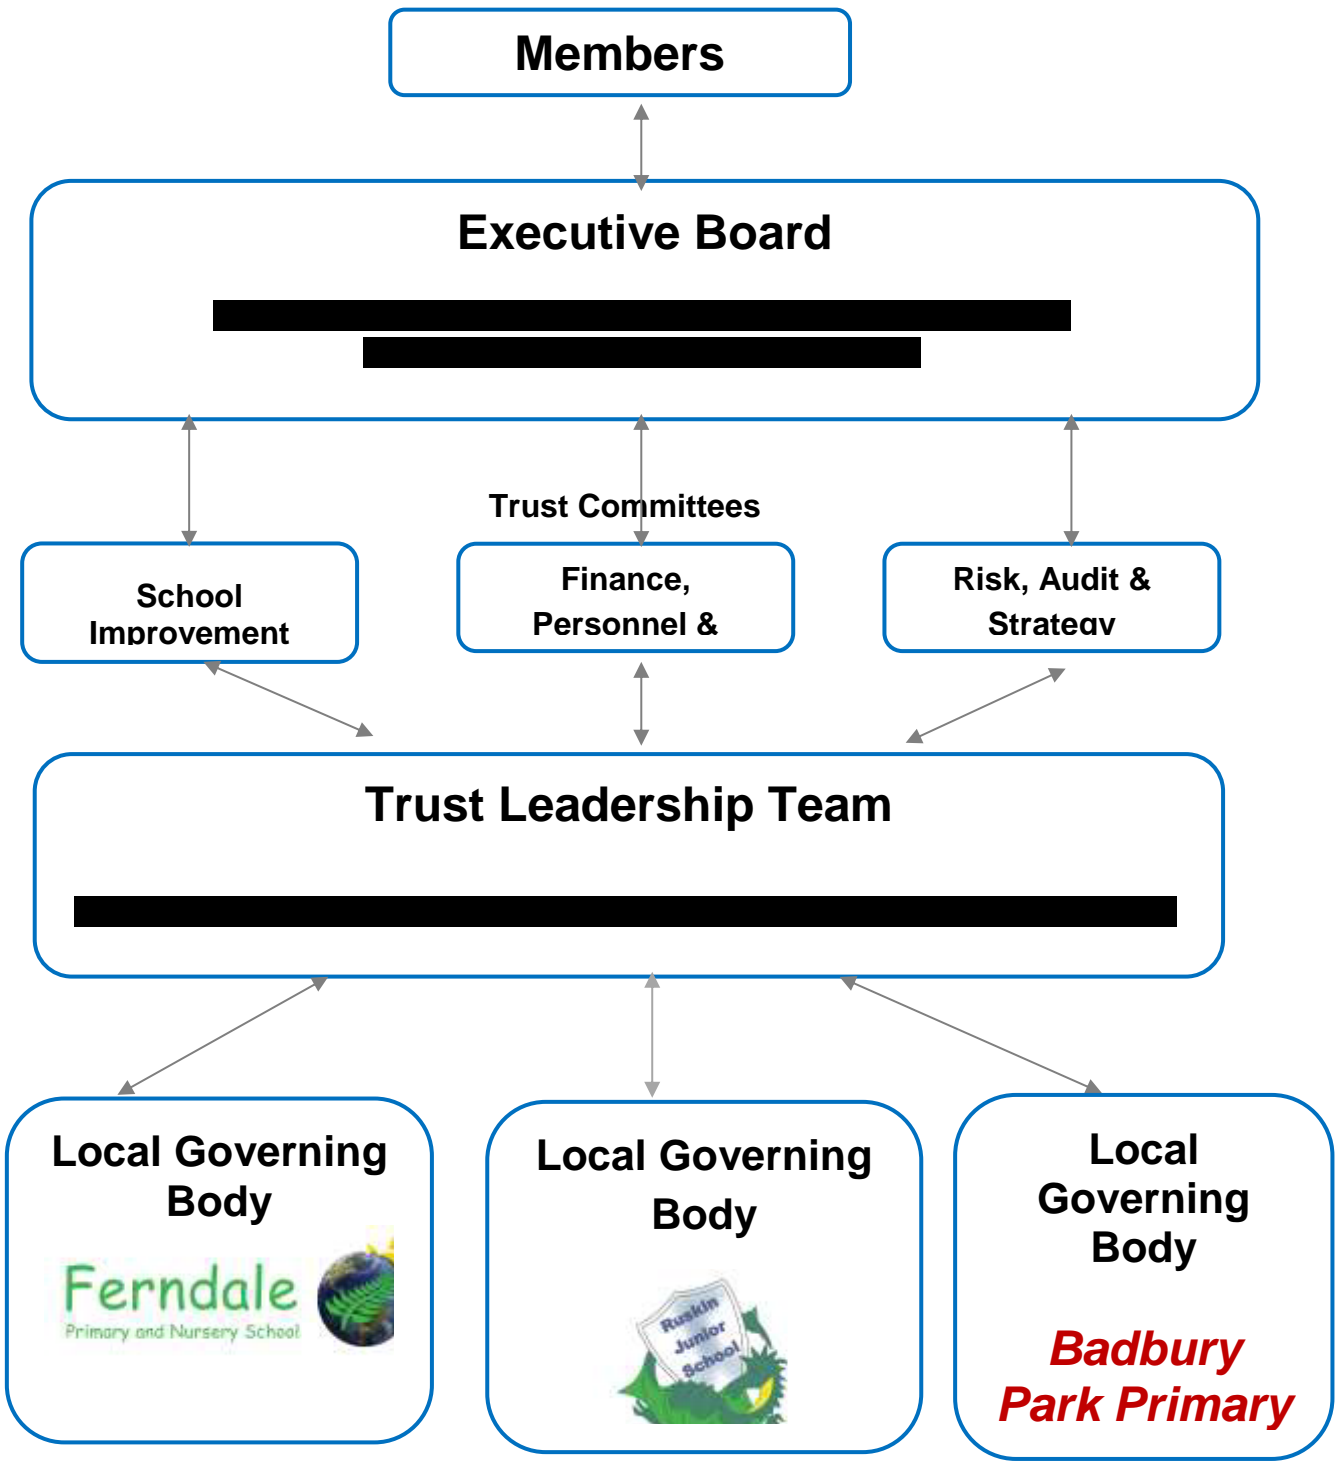 Members
Executive Board
Trust Committees
School
Improvement
Finance,
Personnel &
Risk, Audit &
Strategy
Trust Leadership Team
Local Governing
Body
Ferndale
Primary and Nursery School
Local Governing
Body
Ruskin
Junior
School
Local
Governing
Body
Badbury
Park Primary